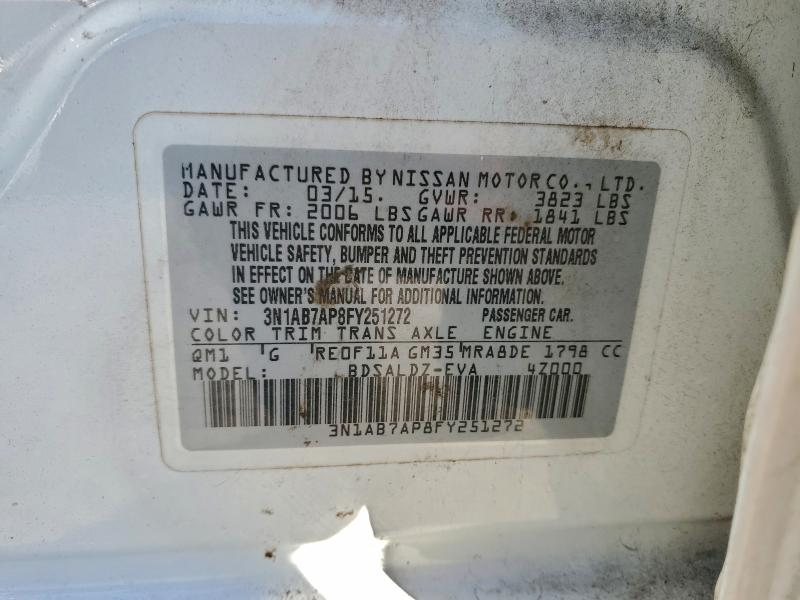 MANUFACTURED BY NISSAN MOTOR CO., LTD.
DATE: 03/15. GVWR: 3823 LBS
GAWR FR: 2006 LBS GAWR RR: 1841 LBS
THIS VEHICLE CONFORMS TO ALL APPLICABLE FEDERAL MOTOR
VEHICLE SAFETY, BUMPER AND THEFT PREVENTION STANDARDS
IN EFFECT ON THE DATE OF MANUFACTURE SHOWN ABOVE.
SEE OWNER'S MANUAL FOR ADDITIONAL INFORMATION.
VIN: 3N1AB7AP8FY251272 PASSENGER CAR.
COLOR TRIM TRANS AXLE ENGINE
QM1 G RE0F11A GM35 MRA8DE 1798 CC
MODEL: BDSALDZ-EVA 4Z000
3N1AB7AP8FY251272